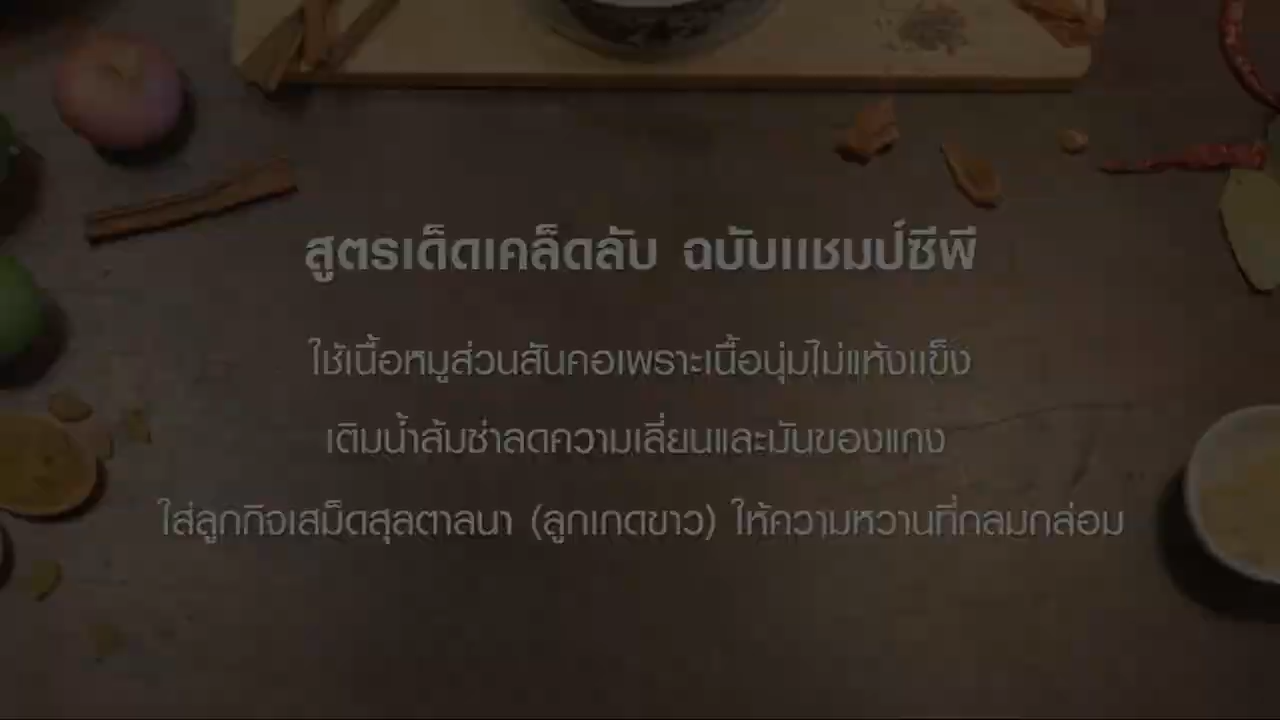 สูตรเด็ดเคล็ดลับ ฉบับแชมป์ซีพี
ใช้เนื้อหมูส่วนสันคอเพราะเนื้อนุ่มไม่แห้งแข็ง
เติมน้ำส้มซ่าลดความเลี่ยนและมันของแกง
ใส่ลูกกิจเสม็ดสุลตาลนา (ลูกเกดขาว) ให้ความหวานที่กลมกล่อม